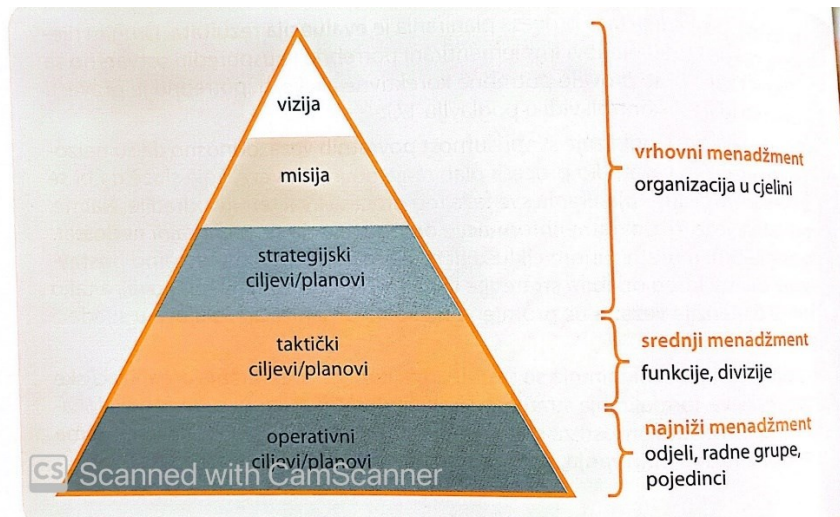 vizija
misija
strategijski
ciljevi/planovi
taktički
ciljevi/planovi
operativni
ciljevi/planovi
vrhovni menadžment
organizacija u cjelini
srednji menadžment
funkcije, divizije
najniži menadžment
odjeli, radne grupe,
pojedinci
CS Scanned with CamScanner